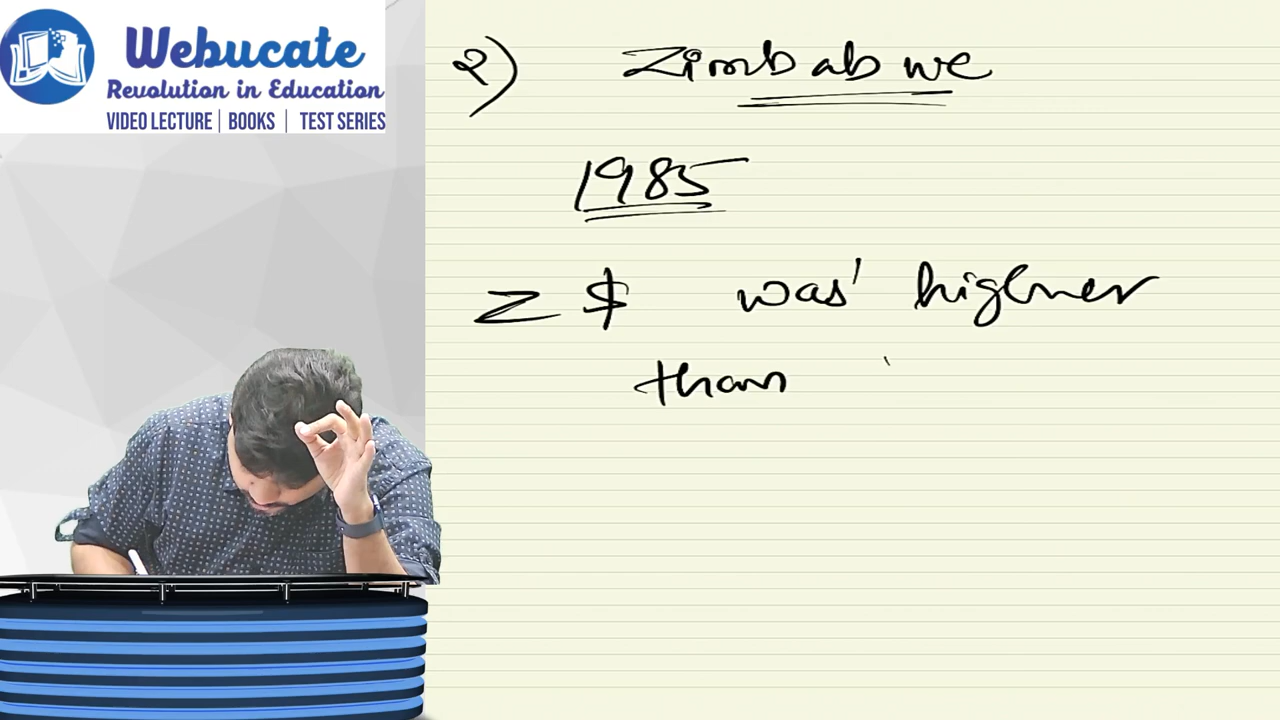 Webucate
Revolution in Education
VIDEO LECTURE | BOOKS | TEST SERIES
2) Zimbabwe
1985
Z $ was higher
than